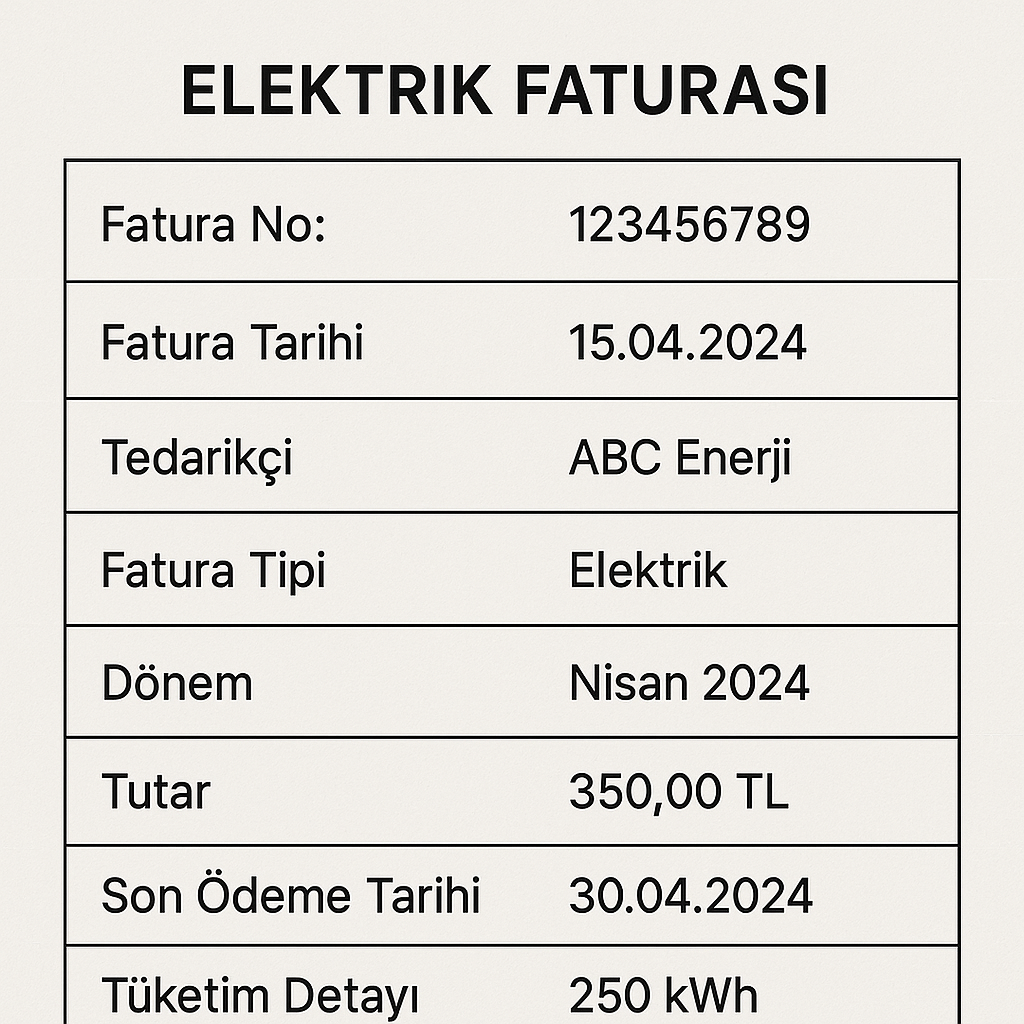 ELEKTRIK FATURASI
Fatura No: 123456789
Fatura Tarihi 15.04.2024
Tedarikçi ABC Enerji
Fatura Tipi Elektrik
Dönem Nisan 2024
Tutar 350,00 TL
Son Ödeme Tarihi 30.04.2024
Tüketim Detayı 250 kWh